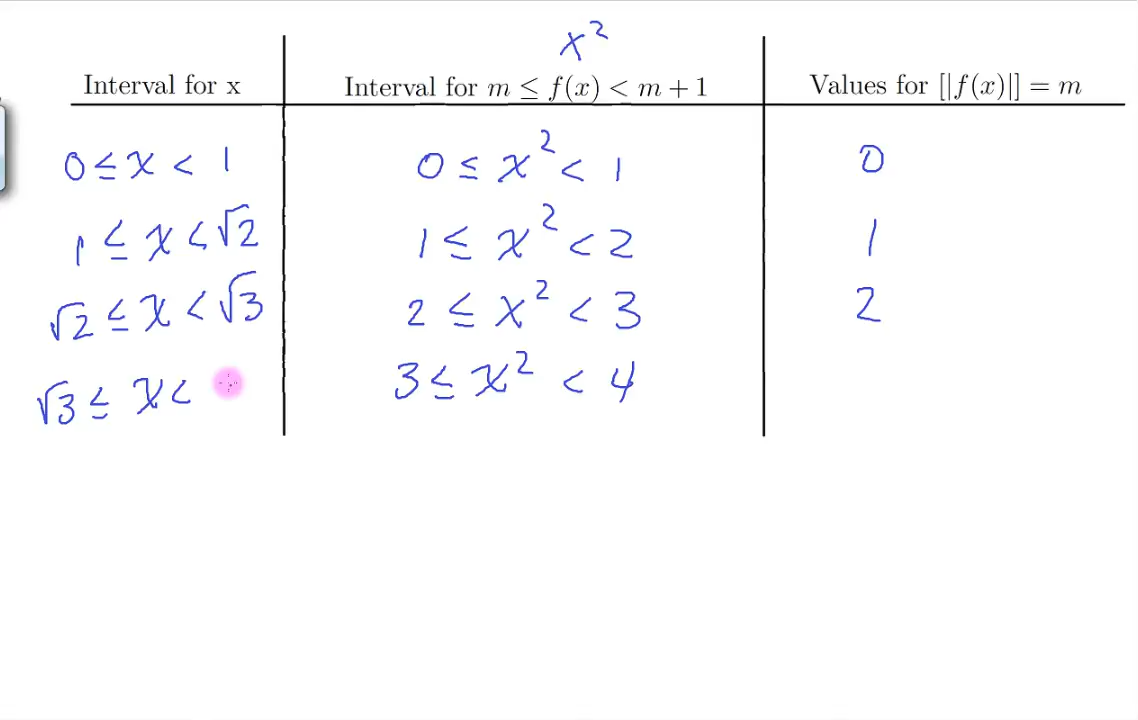 x²
Interval for x Interval for m ≤ f(x) < m + 1 Values for [|f(x)|] = m
0 ≤ x < 1 0 ≤ x² < 1 0
1 ≤ x < √2 1 ≤ x² < 2 1
√2 ≤ x < √3 2 ≤ x² < 3 2
√3 ≤ x < 3 ≤ x² < 4